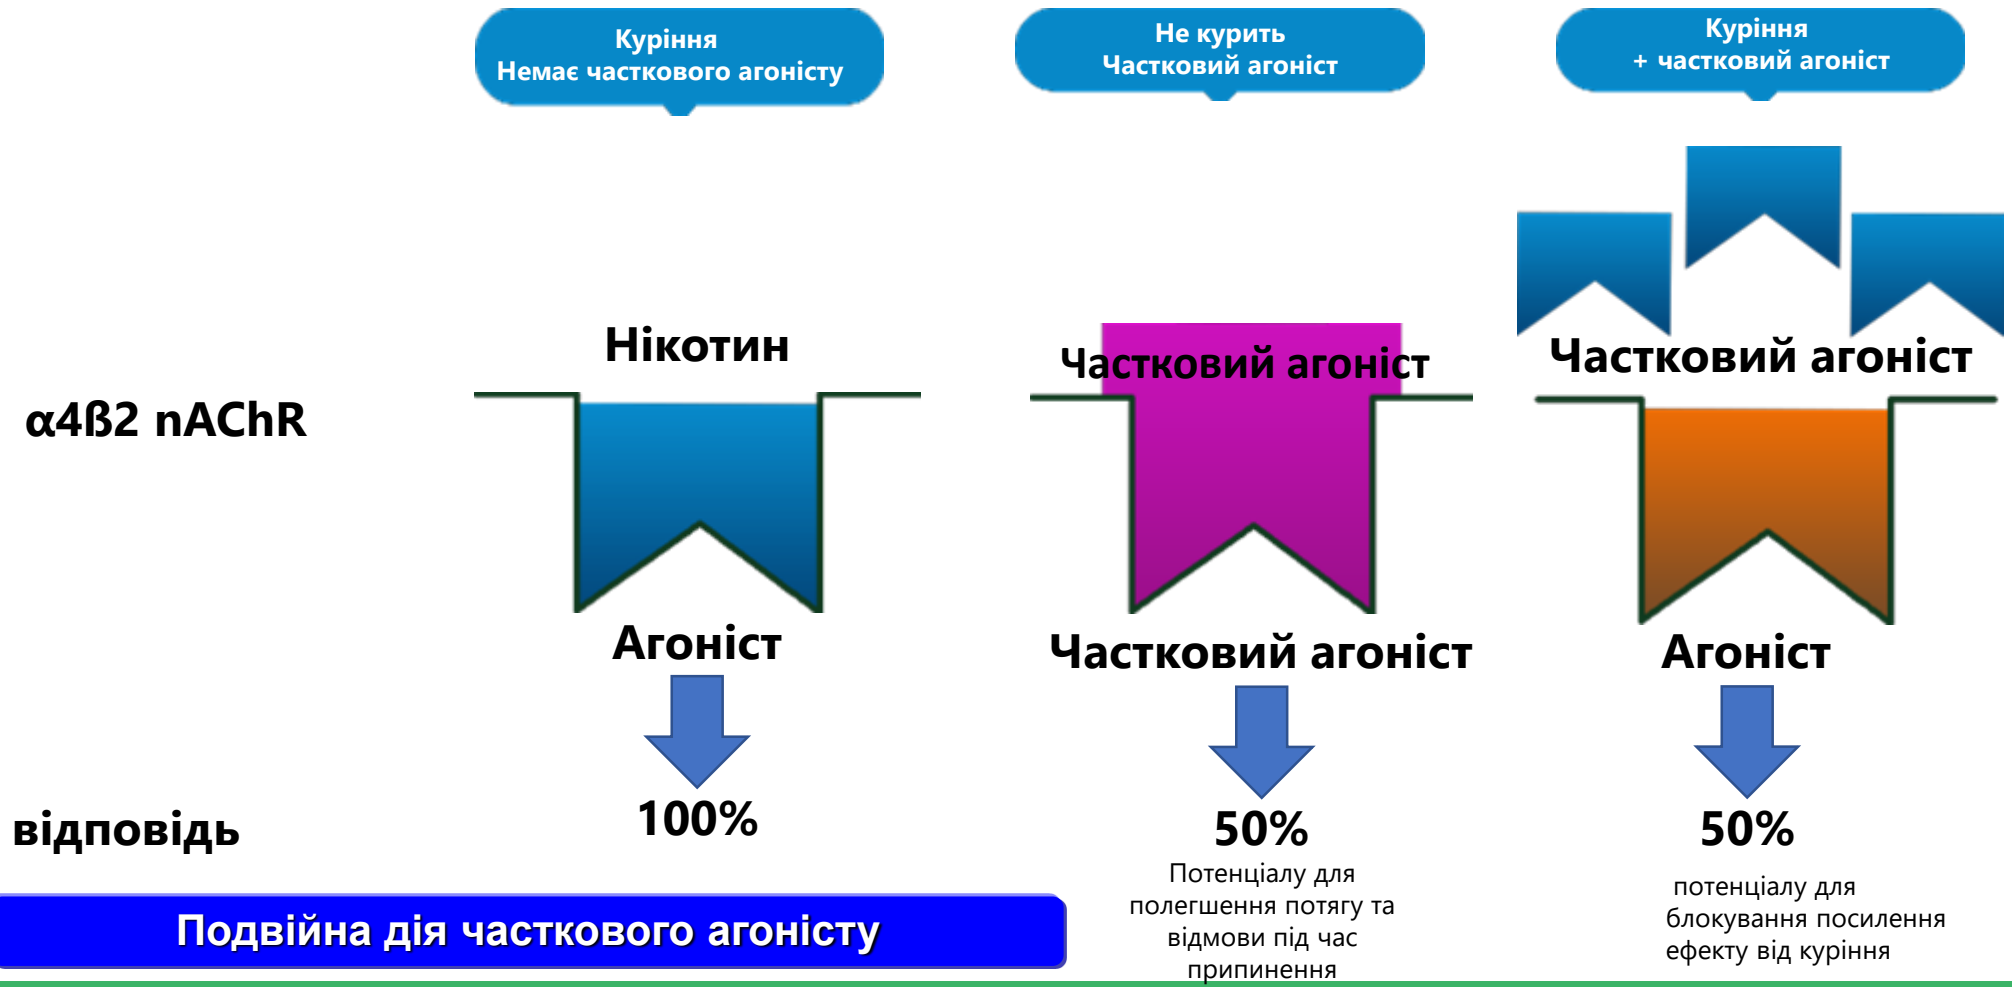 Куріння
Немає часткового агоністу
Не курить
Частковий агоніст
Куріння
+ частковий агоніст
Нікотин
Частковий агоніст
Частковий агоніст
α4ß2 nAChR
Агоніст
Частковий агоніст
Агоніст
відповідь
100%
50%
50%
Потенціалу для
полегшення потягу та
відмови під час
припинення
потенціалу для
блокування посилення
ефекту від куріння
Подвійна дія часткового агоністу